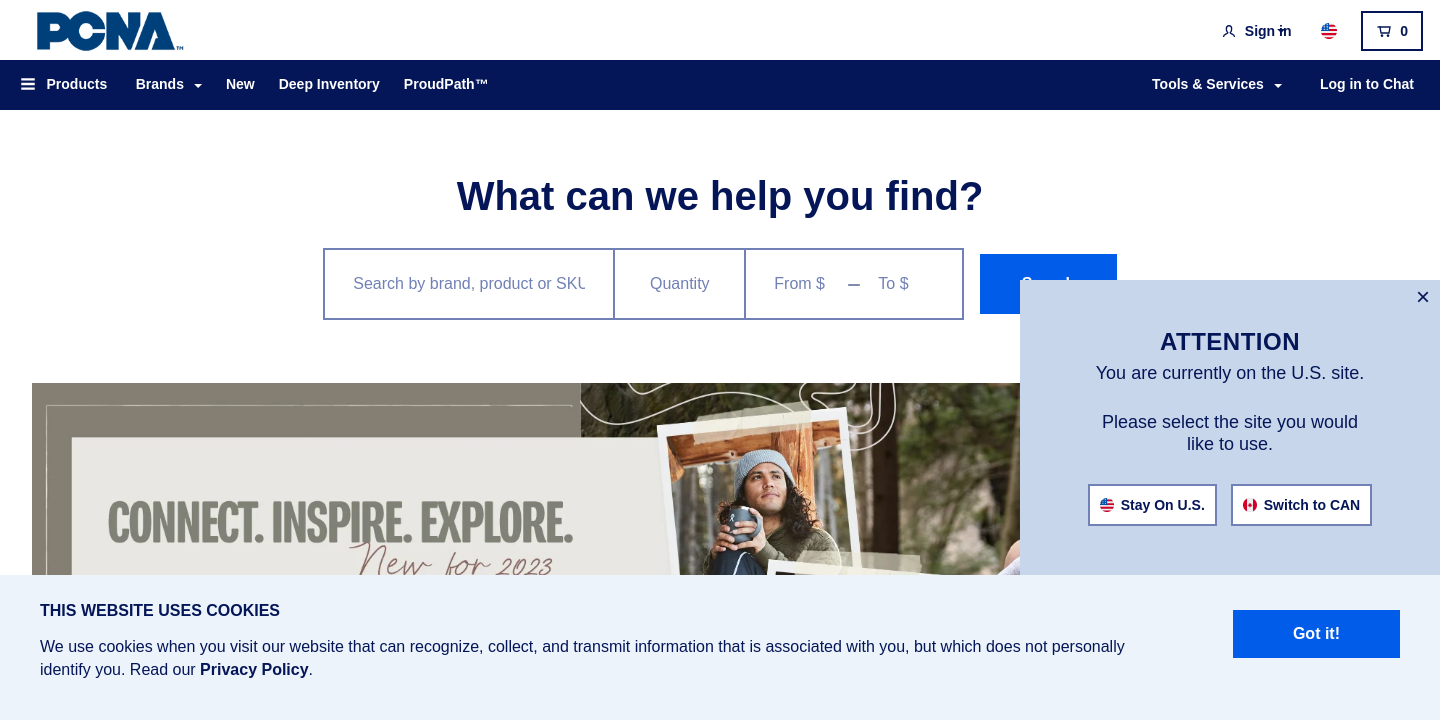 PCNA™
Sign in
0
Products
Brands
New
Deep Inventory
ProudPath™
Tools & Services
Log in to Chat
What can we help you find?
Search by brand, product or SKU
Quantity
From $
–
To $
×
ATTENTION
You are currently on the U.S. site.
Please select the site you would
like to use.
Stay On U.S.
Switch to CAN
CONNECT. INSPIRE. EXPLORE.
New for 2023
THIS WEBSITE USES COOKIES
We use cookies when you visit our website that can recognize, collect, and transmit information that is associated with you, but which does not personally
identify you. Read our Privacy Policy.
Got it!